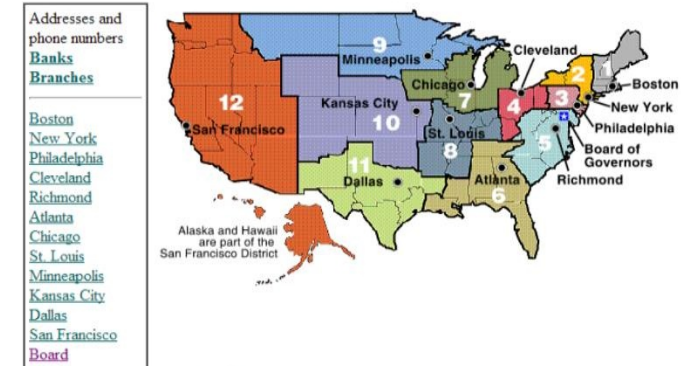 Addresses and
phone numbers
Banks
Branches
Boston
New York
Philadelphia
Cleveland
Richmond
Atlanta
Chicago
St. Louis
Minneapolis
Kansas City
Dallas
San Francisco
Board
9
Minneapolis
Cleveland
1
2
Boston
Chicago
7
12
Kansas City
4
3
New York
10
San Francisco
St. Louis
Philadelphia
5
Board of
Governors
8
11
Dallas
Atlanta
Richmond
6
Alaska and Hawaii
are part of the
San Francisco District